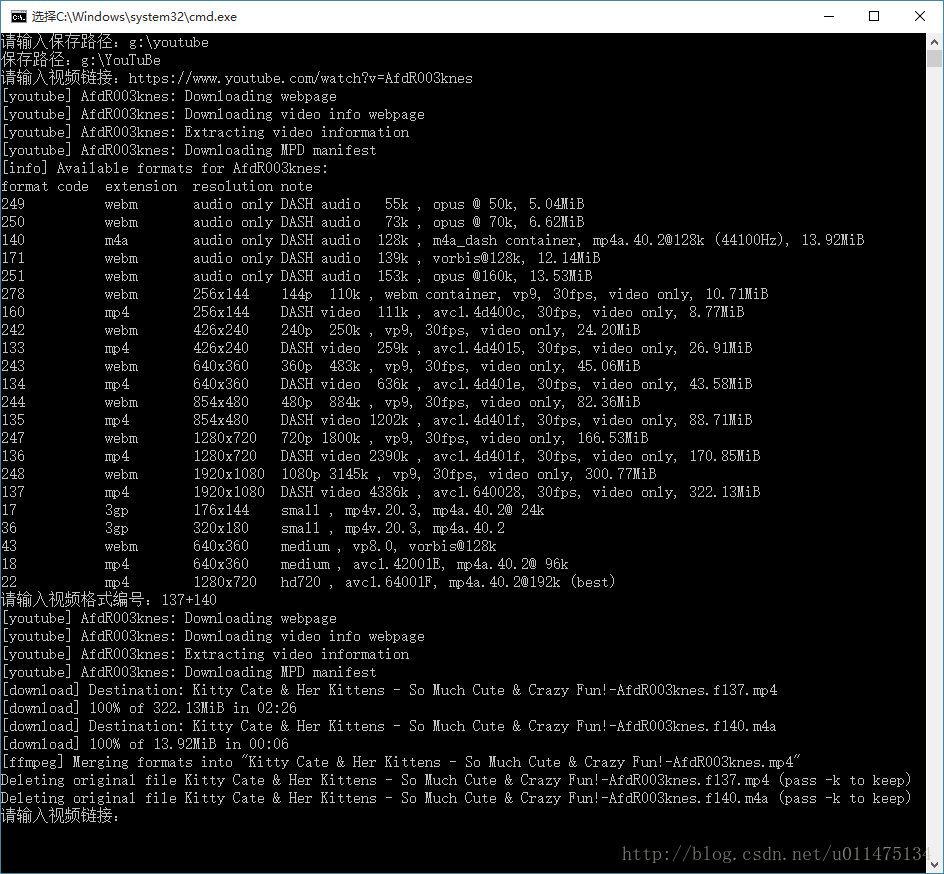 选择C:\Windows\system32\cmd.exe
请输入保存路径：g:\youtube
保存路径：g:\YouTuBe
请输入视频链接：https://www.youtube.com/watch?v=AfdR003knes
[youtube] AfdR003knes: Downloading webpage
[youtube] AfdR003knes: Downloading video info webpage
[youtube] AfdR003knes: Extracting video information
[youtube] AfdR003knes: Downloading MPD manifest
[info] Available formats for AfdR003knes:
format code  extension  resolution note
249          webm       audio only DASH audio   55k , opus @ 50k, 5.04MiB
250          webm       audio only DASH audio   73k , opus @ 70k, 6.62MiB
140          m4a        audio only DASH audio  128k , m4a_dash container, mp4a.40.2@128k (44100Hz), 13.92MiB
171          webm       audio only DASH audio  139k , vorbis@128k, 12.14MiB
251          webm       audio only DASH audio  153k , opus @160k, 13.53MiB
278          webm       256x144    144p  110k , webm container, vp9, 30fps, video only, 10.71MiB
160          mp4        256x144    DASH video  111k , avc1.4d400c, 30fps, video only, 8.77MiB
242          webm       426x240    240p  250k , vp9, 30fps, video only, 24.20MiB
133          mp4        426x240    DASH video  259k , avc1.4d4015, 30fps, video only, 26.91MiB
243          webm       640x360    360p  483k , vp9, 30fps, video only, 45.06MiB
134          mp4        640x360    DASH video  636k , avc1.4d401e, 30fps, video only, 43.58MiB
244          webm       854x480    480p  884k , vp9, 30fps, video only, 82.36MiB
135          mp4        854x480    DASH video 1202k , avc1.4d401f, 30fps, video only, 88.71MiB
247          webm       1280x720   720p 1800k , vp9, 30fps, video only, 166.53MiB
136          mp4        1280x720   DASH video 2390k , avc1.4d401f, 30fps, video only, 170.85MiB
248          webm       1920x1080  1080p 3145k , vp9, 30fps, video only, 300.77MiB
137          mp4        1920x1080  DASH video 4386k , avc1.640028, 30fps, video only, 322.13MiB
17           3gp        176x144    small , mp4v.20.3, mp4a.40.2@ 24k
36           3gp        320x180    small , mp4v.20.3, mp4a.40.2
43           webm       640x360    medium , vp8.0, vorbis@128k
18           mp4        640x360    medium , avc1.42001E, mp4a.40.2@ 96k
22           mp4        1280x720   hd720 , avc1.64001F, mp4a.40.2@192k (best)
请输入视频格式编号：137+140
[youtube] AfdR003knes: Downloading webpage
[youtube] AfdR003knes: Downloading video info webpage
[youtube] AfdR003knes: Extracting video information
[youtube] AfdR003knes: Downloading MPD manifest
[download] Destination: Kitty Cate & Her Kittens - So Much Cute & Crazy Fun!-AfdR003knes.f137.mp4
[download] 100% of 322.13MiB in 02:26
[download] Destination: Kitty Cate & Her Kittens - So Much Cute & Crazy Fun!-AfdR003knes.f140.m4a
[download] 100% of 13.92MiB in 00:06
[ffmpeg] Merging formats into "Kitty Cate & Her Kittens - So Much Cute & Crazy Fun!-AfdR003knes.mp4"
Deleting original file Kitty Cate & Her Kittens - So Much Cute & Crazy Fun!-AfdR003knes.f137.mp4 (pass -k to keep)
Deleting original file Kitty Cate & Her Kittens - So Much Cute & Crazy Fun!-AfdR003knes.f140.m4a (pass -k to keep)
请输入视频链接：
http://blog.csdn.net/u011475134